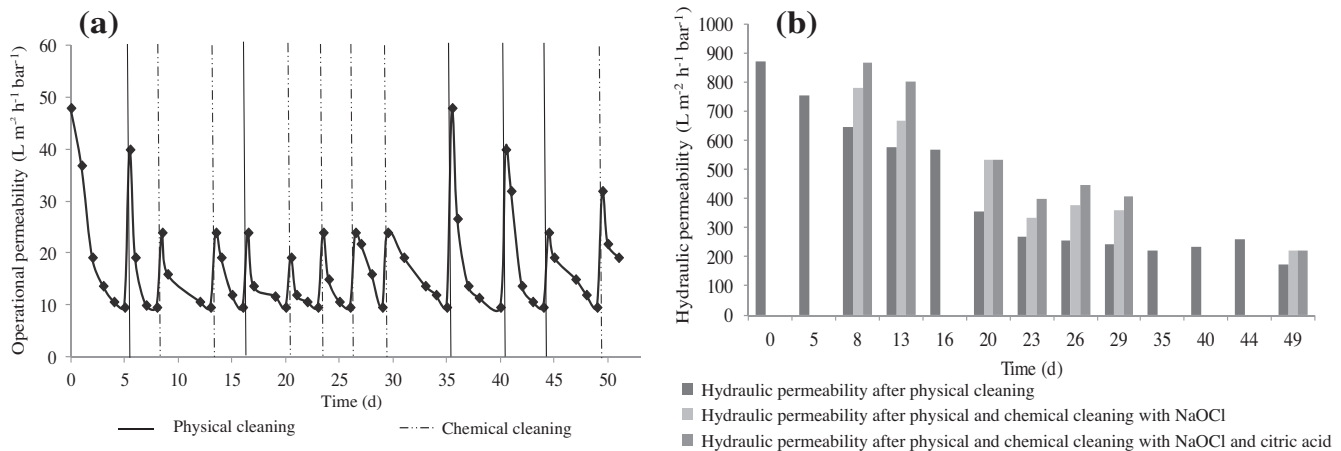 (a)
Operational permeability (L m⁻² h⁻¹ bar⁻¹)
60
50
40
30
20
10
0
0 5 10 15 20 25 30 35 40 45 50
Time (d)
Physical cleaning
Chemical cleaning
(b)
Hydraulic permeability (L m⁻² h⁻¹ bar⁻¹)
1000
900
800
700
600
500
400
300
200
100
0
0 5 8 13 16 20 23 26 29 35 40 44 49
Time (d)
Hydraulic permeability after physical cleaning
Hydraulic permeability after physical and chemical cleaning with NaOCl
Hydraulic permeability after physical and chemical cleaning with NaOCl and citric acid